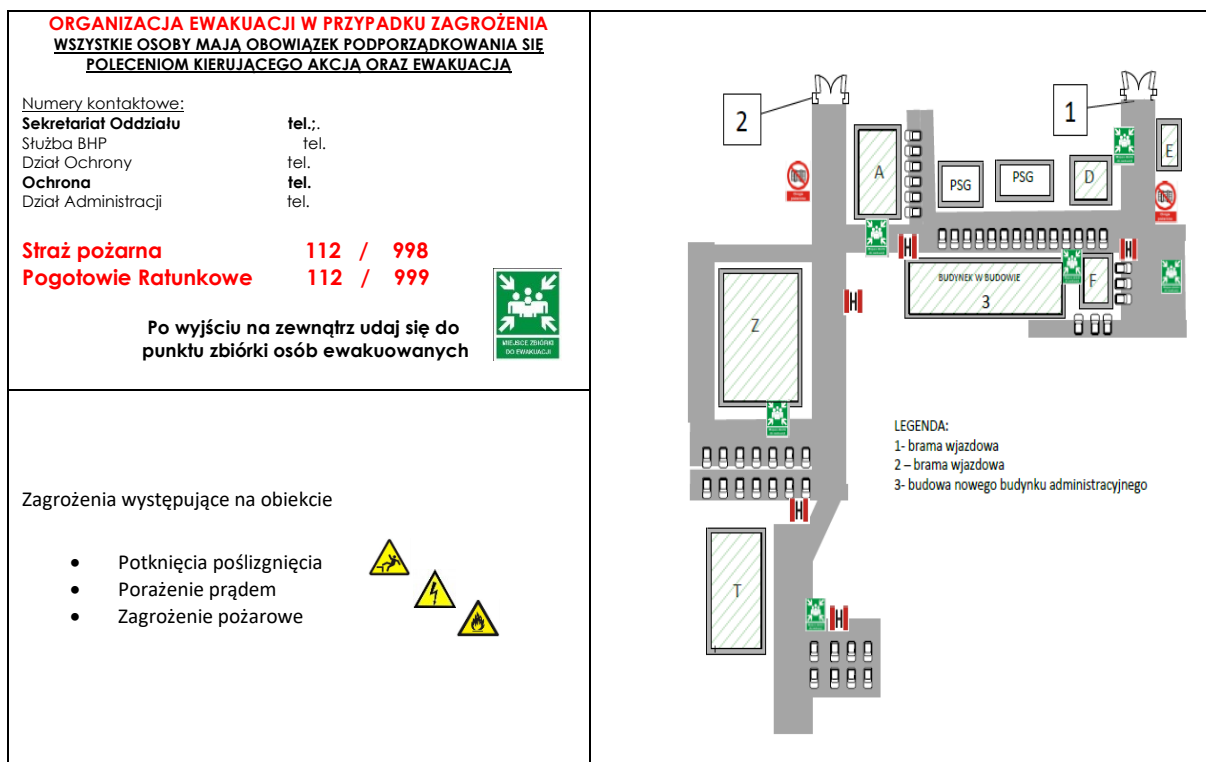 ORGANIZACJA EWAKUACJI W PRZYPADKU ZAGROŻENIA
WSZYSTKIE OSOBY MAJĄ OBOWIĄZEK PODPORZĄDKOWANIA SIĘ
POLECENIOM KIERUJĄCEGO AKCJĄ ORAZ EWAKUACJĄ
Numery kontaktowe:
Sekretariat Oddziału tel.;.
Służba BHP tel.
Dział Ochrony tel.
Ochrona tel.
Dział Administracji tel.
Straż pożarna 112 / 998
Pogotowie Ratunkowe 112 / 999
MIEJSCE ZBIÓRKI
DO EWAKUACJI
Po wyjściu na zewnątrz udaj się do
punktu zbiórki osób ewakuowanych
Zagrożenia występujące na obiekcie
• Potknięcia poślizgnięcia
• Porażenie prądem
• Zagrożenie pożarowe
2
1
A
PSG
PSG
D
E
H
H
BUDYNEK W BUDOWIE
3
F
Z
H
H
T
H
LEGENDA:
1- brama wjazdowa
2 – brama wjazdowa
3- budowa nowego budynku administracyjnego